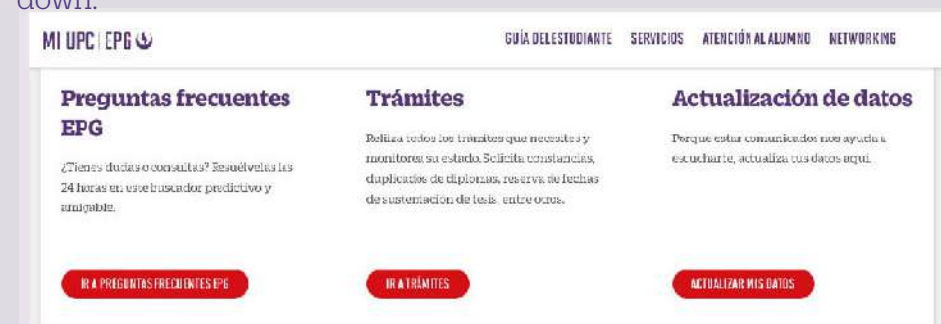 down.
MI UPC | EPG
GUÍA DEL ESTUDIANTE SERVICIOS ATENCIÓN AL ALUMNO NETWORKING
Preguntas frecuentes
EPG
¿Tienes dudas o consultas? Resuélvelas las
24 horas en este buscador predictivo y
amigable.
IR A PREGUNTAS FRECUENTES EPG
Trámites
Realiza todos los trámites que necesites y
monitorea su estado. Solicita constancias,
duplicados de diplomas, reserva de fechas
de sustentación de tesis, entre otros.
IR A TRÁMITES
Actualización de datos
Porque estar comunicados nos ayuda a
escucharte, actualiza tus datos aquí.
ACTUALIZAR MIS DATOS